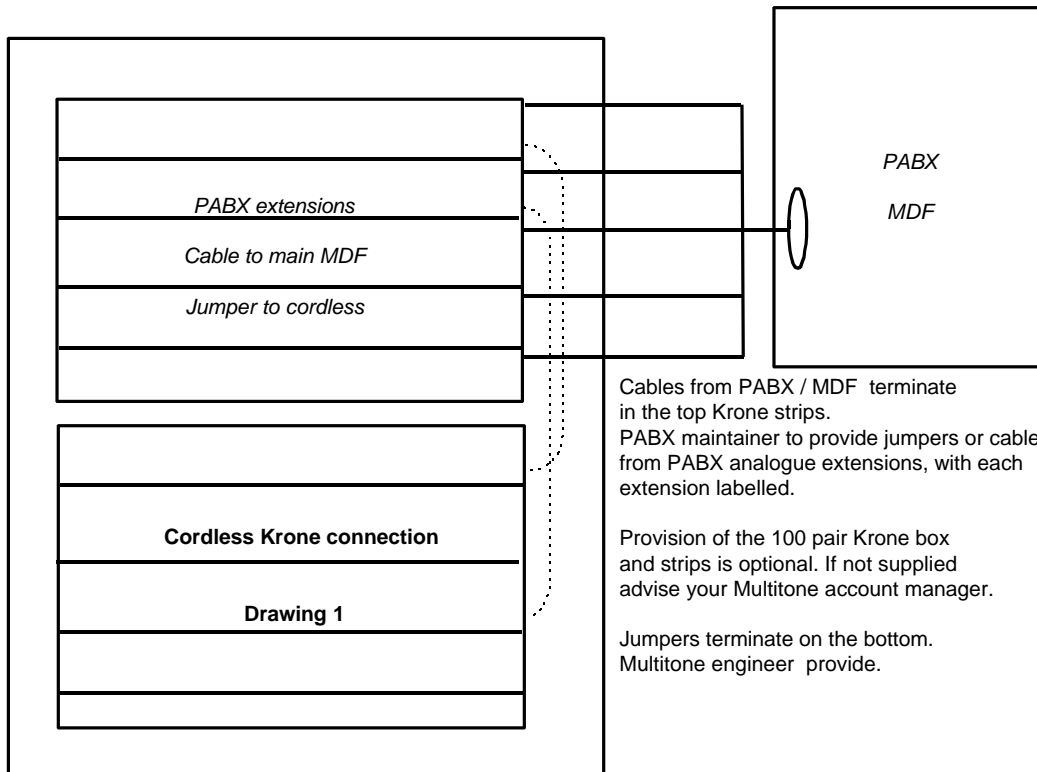 PABX
MDF
PABX extensions
Cable to main MDF
Jumper to cordless
Cables from PABX / MDF terminate
in the top Krone strips.
PABX maintainer to provide jumpers or cable
from PABX analogue extensions, with each
extension labelled.
Provision of the 100 pair Krone box
and strips is optional. If not supplied
advise your Multitone account manager.
Jumpers terminate on the bottom.
Multitone engineer provide.
Cordless Krone connection
Drawing 1